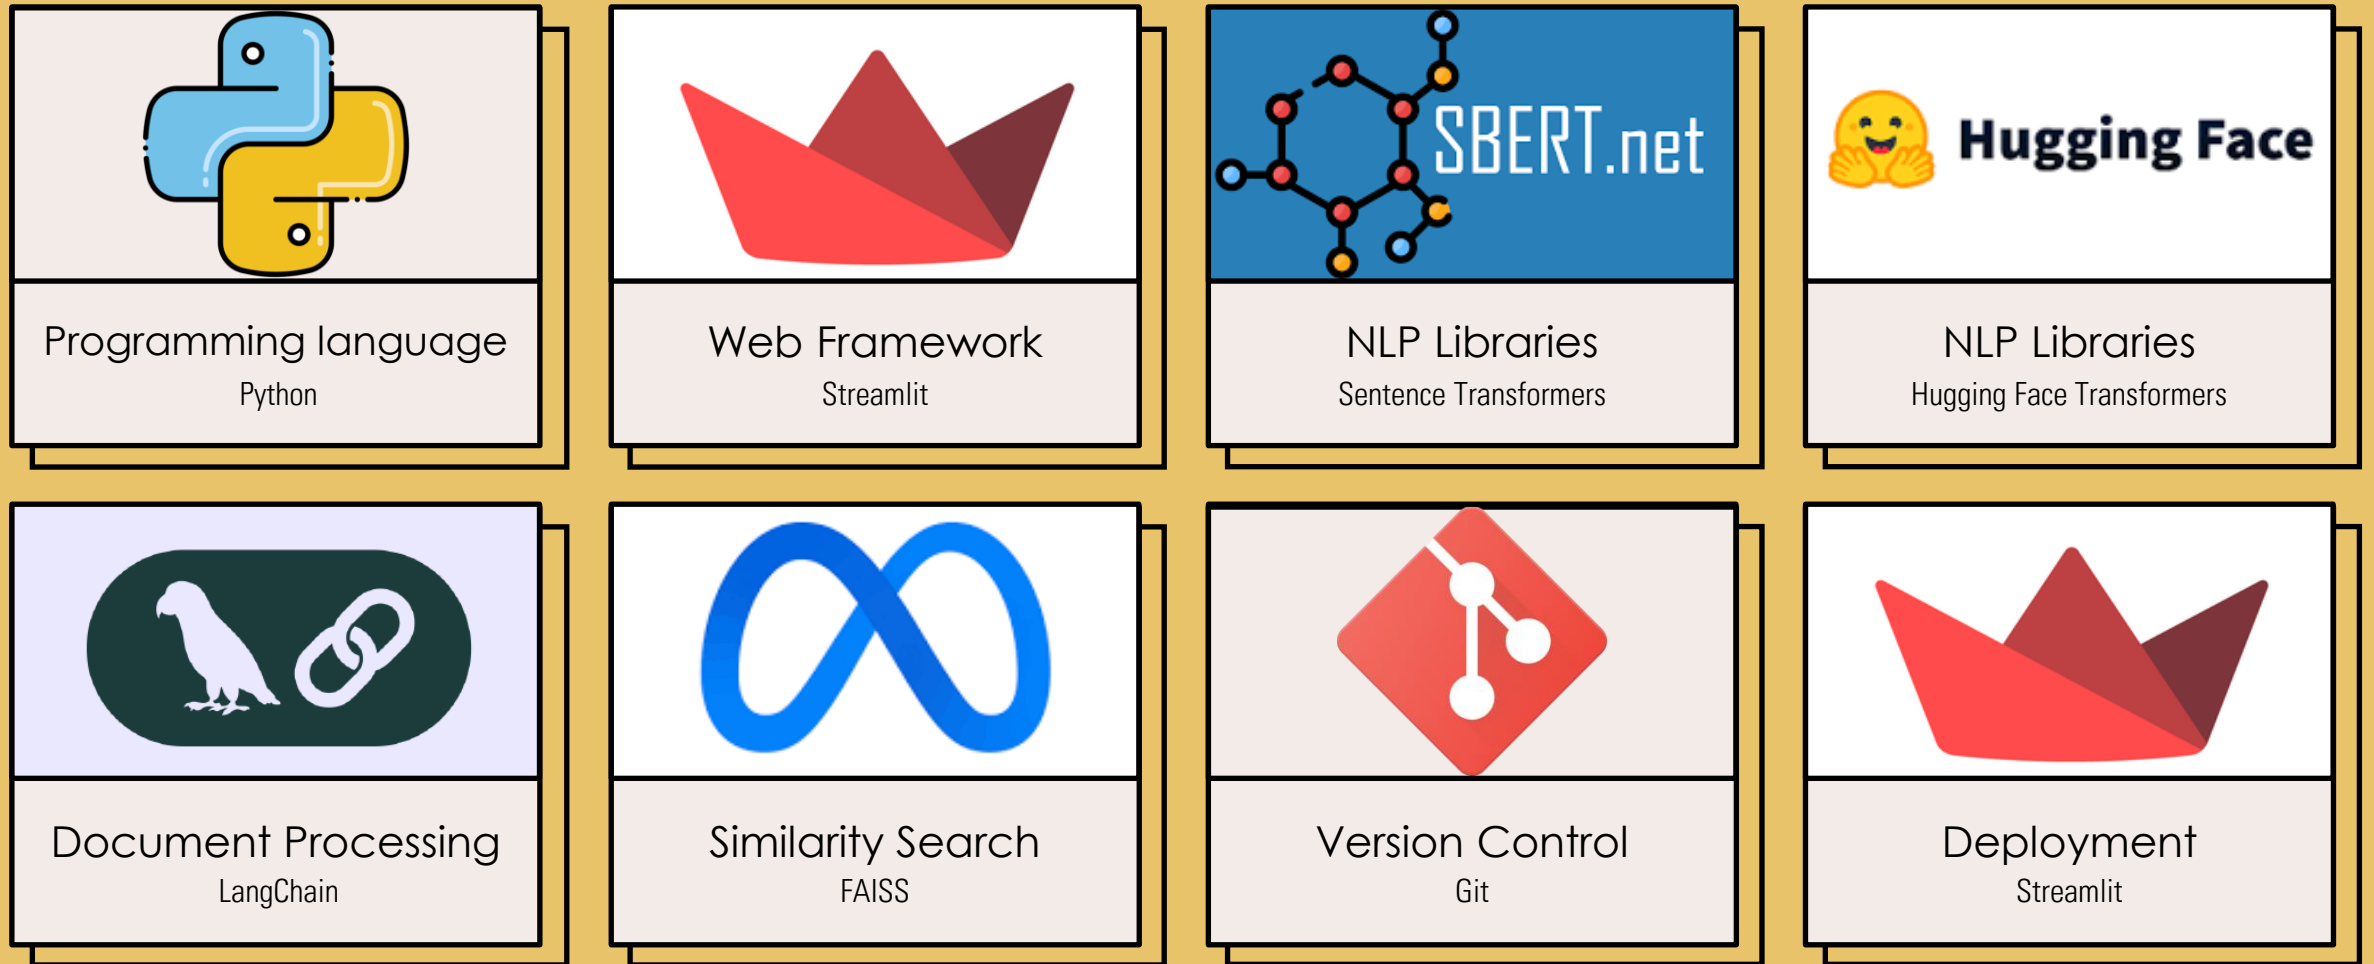 SBERT.net
Hugging Face
Programming language
Python
Web Framework
Streamlit
NLP Libraries
Sentence Transformers
NLP Libraries
Hugging Face Transformers
Document Processing
LangChain
Similarity Search
FAISS
Version Control
Git
Deployment
Streamlit